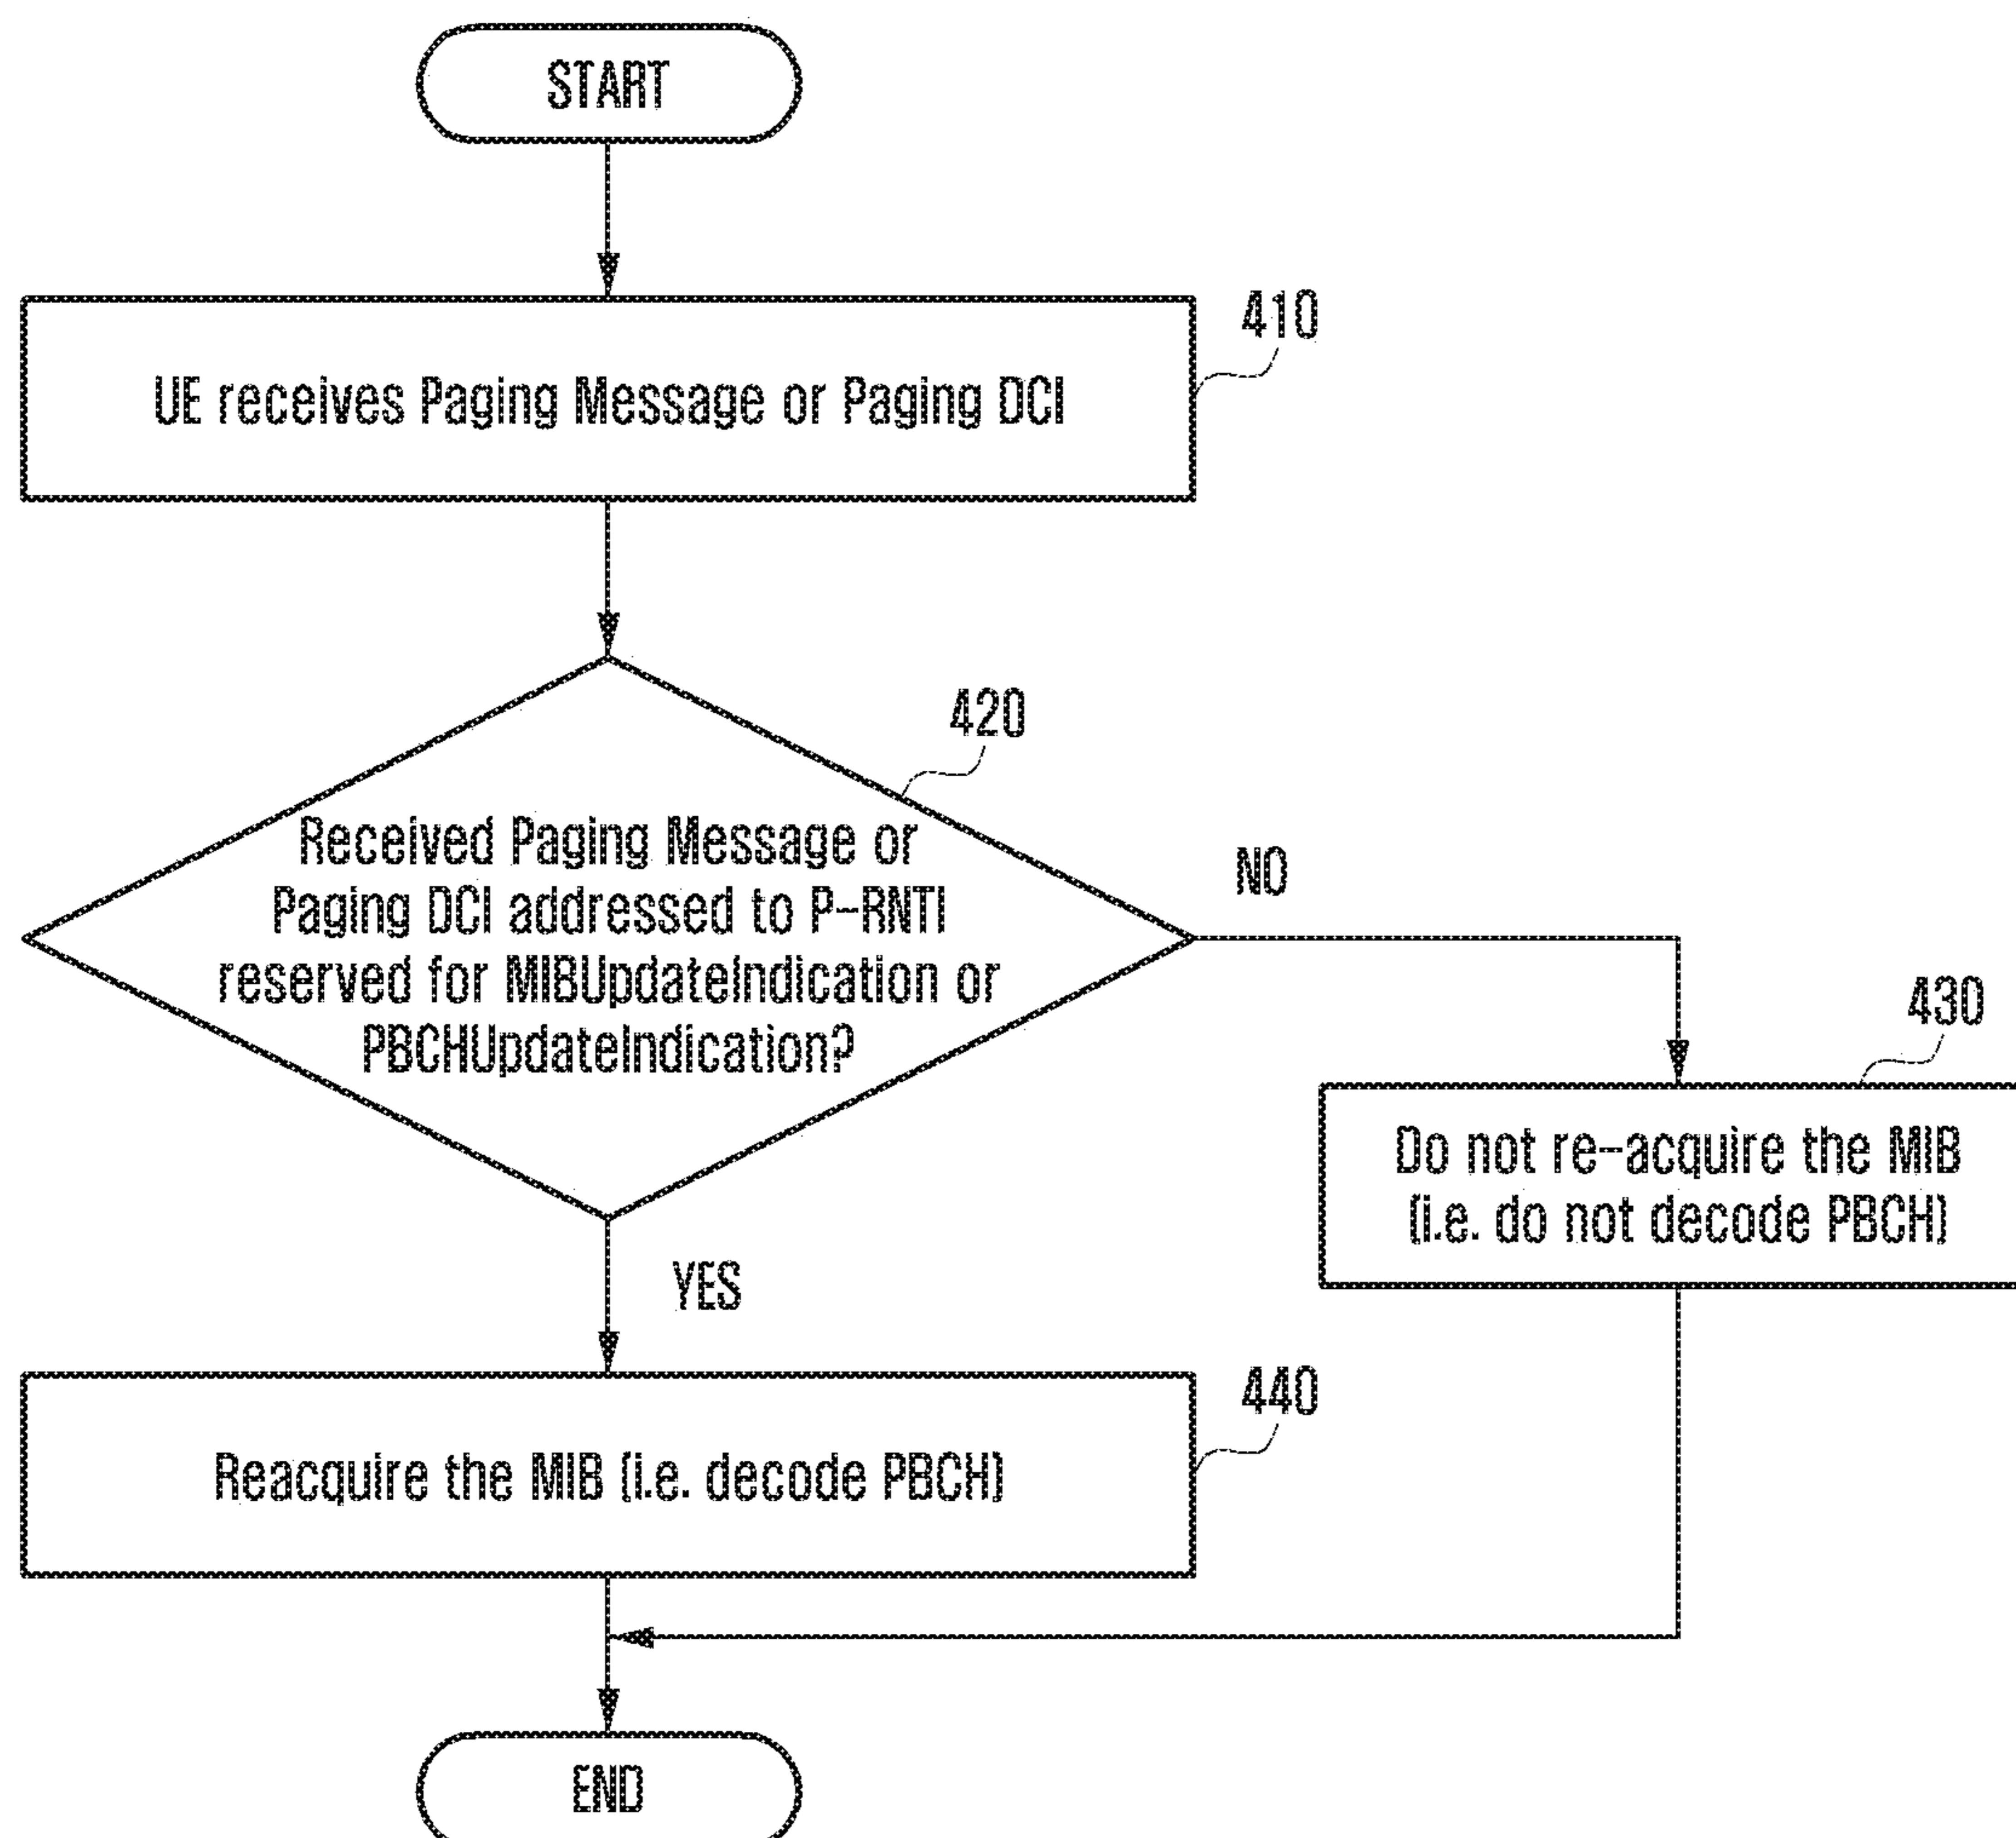 START
410
UE receives Paging Message or Paging DCI
420
Received Paging Message or
Paging DCI addressed to P-RNTI
reserved for MIBUpdateIndication or
PBCHUpdateIndication?
NO
430
Do not re-acquire the MIB
(i.e. do not decode PBCH)
YES
440
Reacquire the MIB (i.e. decode PBCH)
END